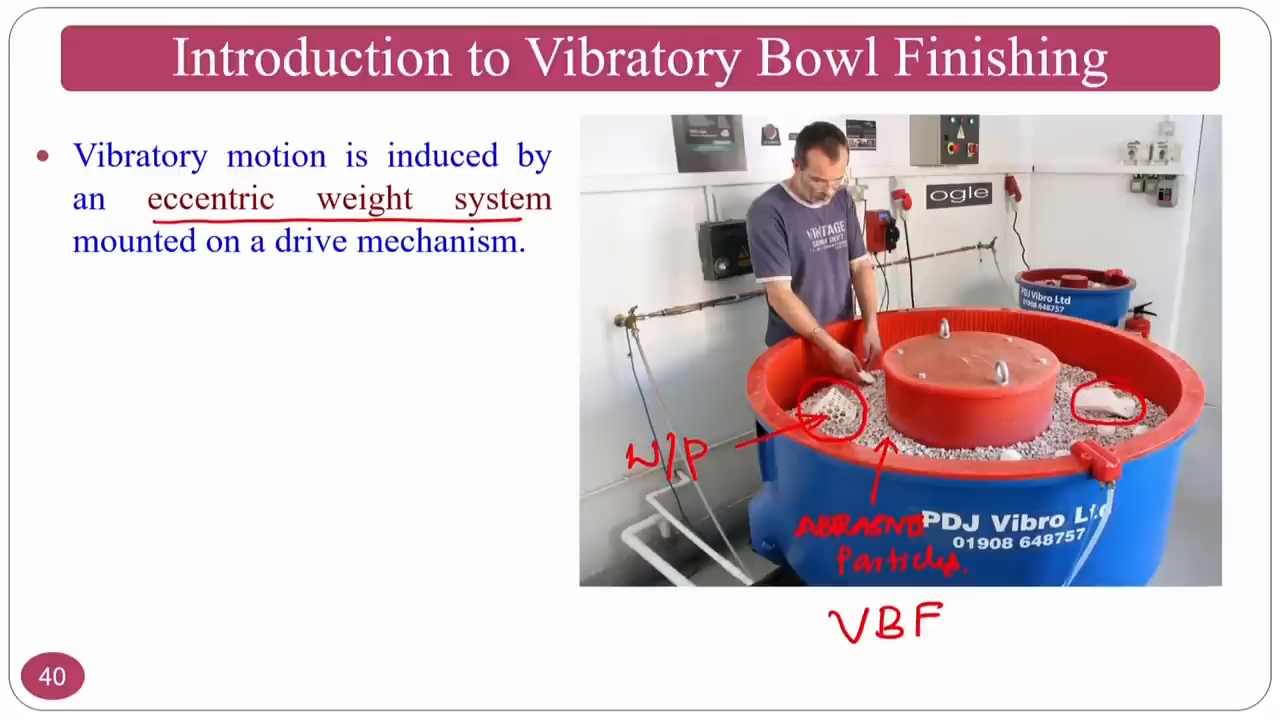 Introduction to Vibratory Bowl Finishing
• Vibratory motion is induced by
an eccentric weight system
mounted on a drive mechanism.
ogle
VINTAGE
PDJ Vibro Ltd
01908 648757
W/P
ABRASIVE
Particles.
PDJ Vibro Ltd
01908 648757
VBF
40